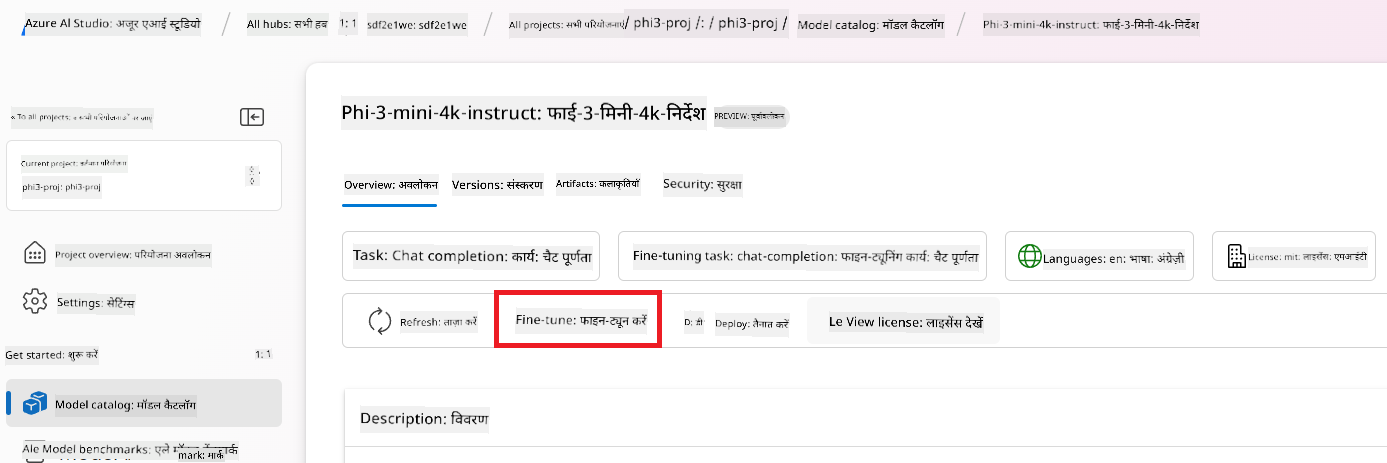 Azure AI Studio: अजूर एआई स्टूडियो / All hubs: सभी हब 1: 1 sdf2e1we: sdf2e1we / All projects: सभी परियोजनाएं/ phi3-proj /: / phi3-proj / Model catalog: मॉडल कैटलॉग / Phi-3-mini-4k-instruct: फाई-3-मिनी-4k-निर्देश
« To all projects: सभी परियोजनाओं पर जाएं
Current project: वर्तमान परियोजना
phi3-proj: phi3-proj
Project overview: परियोजना अवलोकन
Settings: सेटिंग्स
Get started: शुरू करें 1: 1
Model catalog: मॉडल कैटलॉग
Ale Model benchmarks: एले
mark: मार्क
Phi-3-mini-4k-instruct: फाई-3-मिनी-4k-निर्देश PREVIEW: पूर्वावलोकन
Overview: अवलोकन Versions: संस्करण Artifacts: कलाकृतियाँ Security: सुरक्षा
Task: Chat completion: कार्य: चैट पूर्णता Fine-tuning task: chat-completion: फाइन-ट्यूनिंग कार्य: चैट पूर्णता Languages: en: भाषा: अंग्रेज़ी License: mit: लाइसेंस: एमआईटी
Refresh: ताज़ा करें Fine-tune: फाइन-ट्यून करें D: डी Deploy: तैनात करें Le View license: लाइसेंस देखें
Description: विवरण